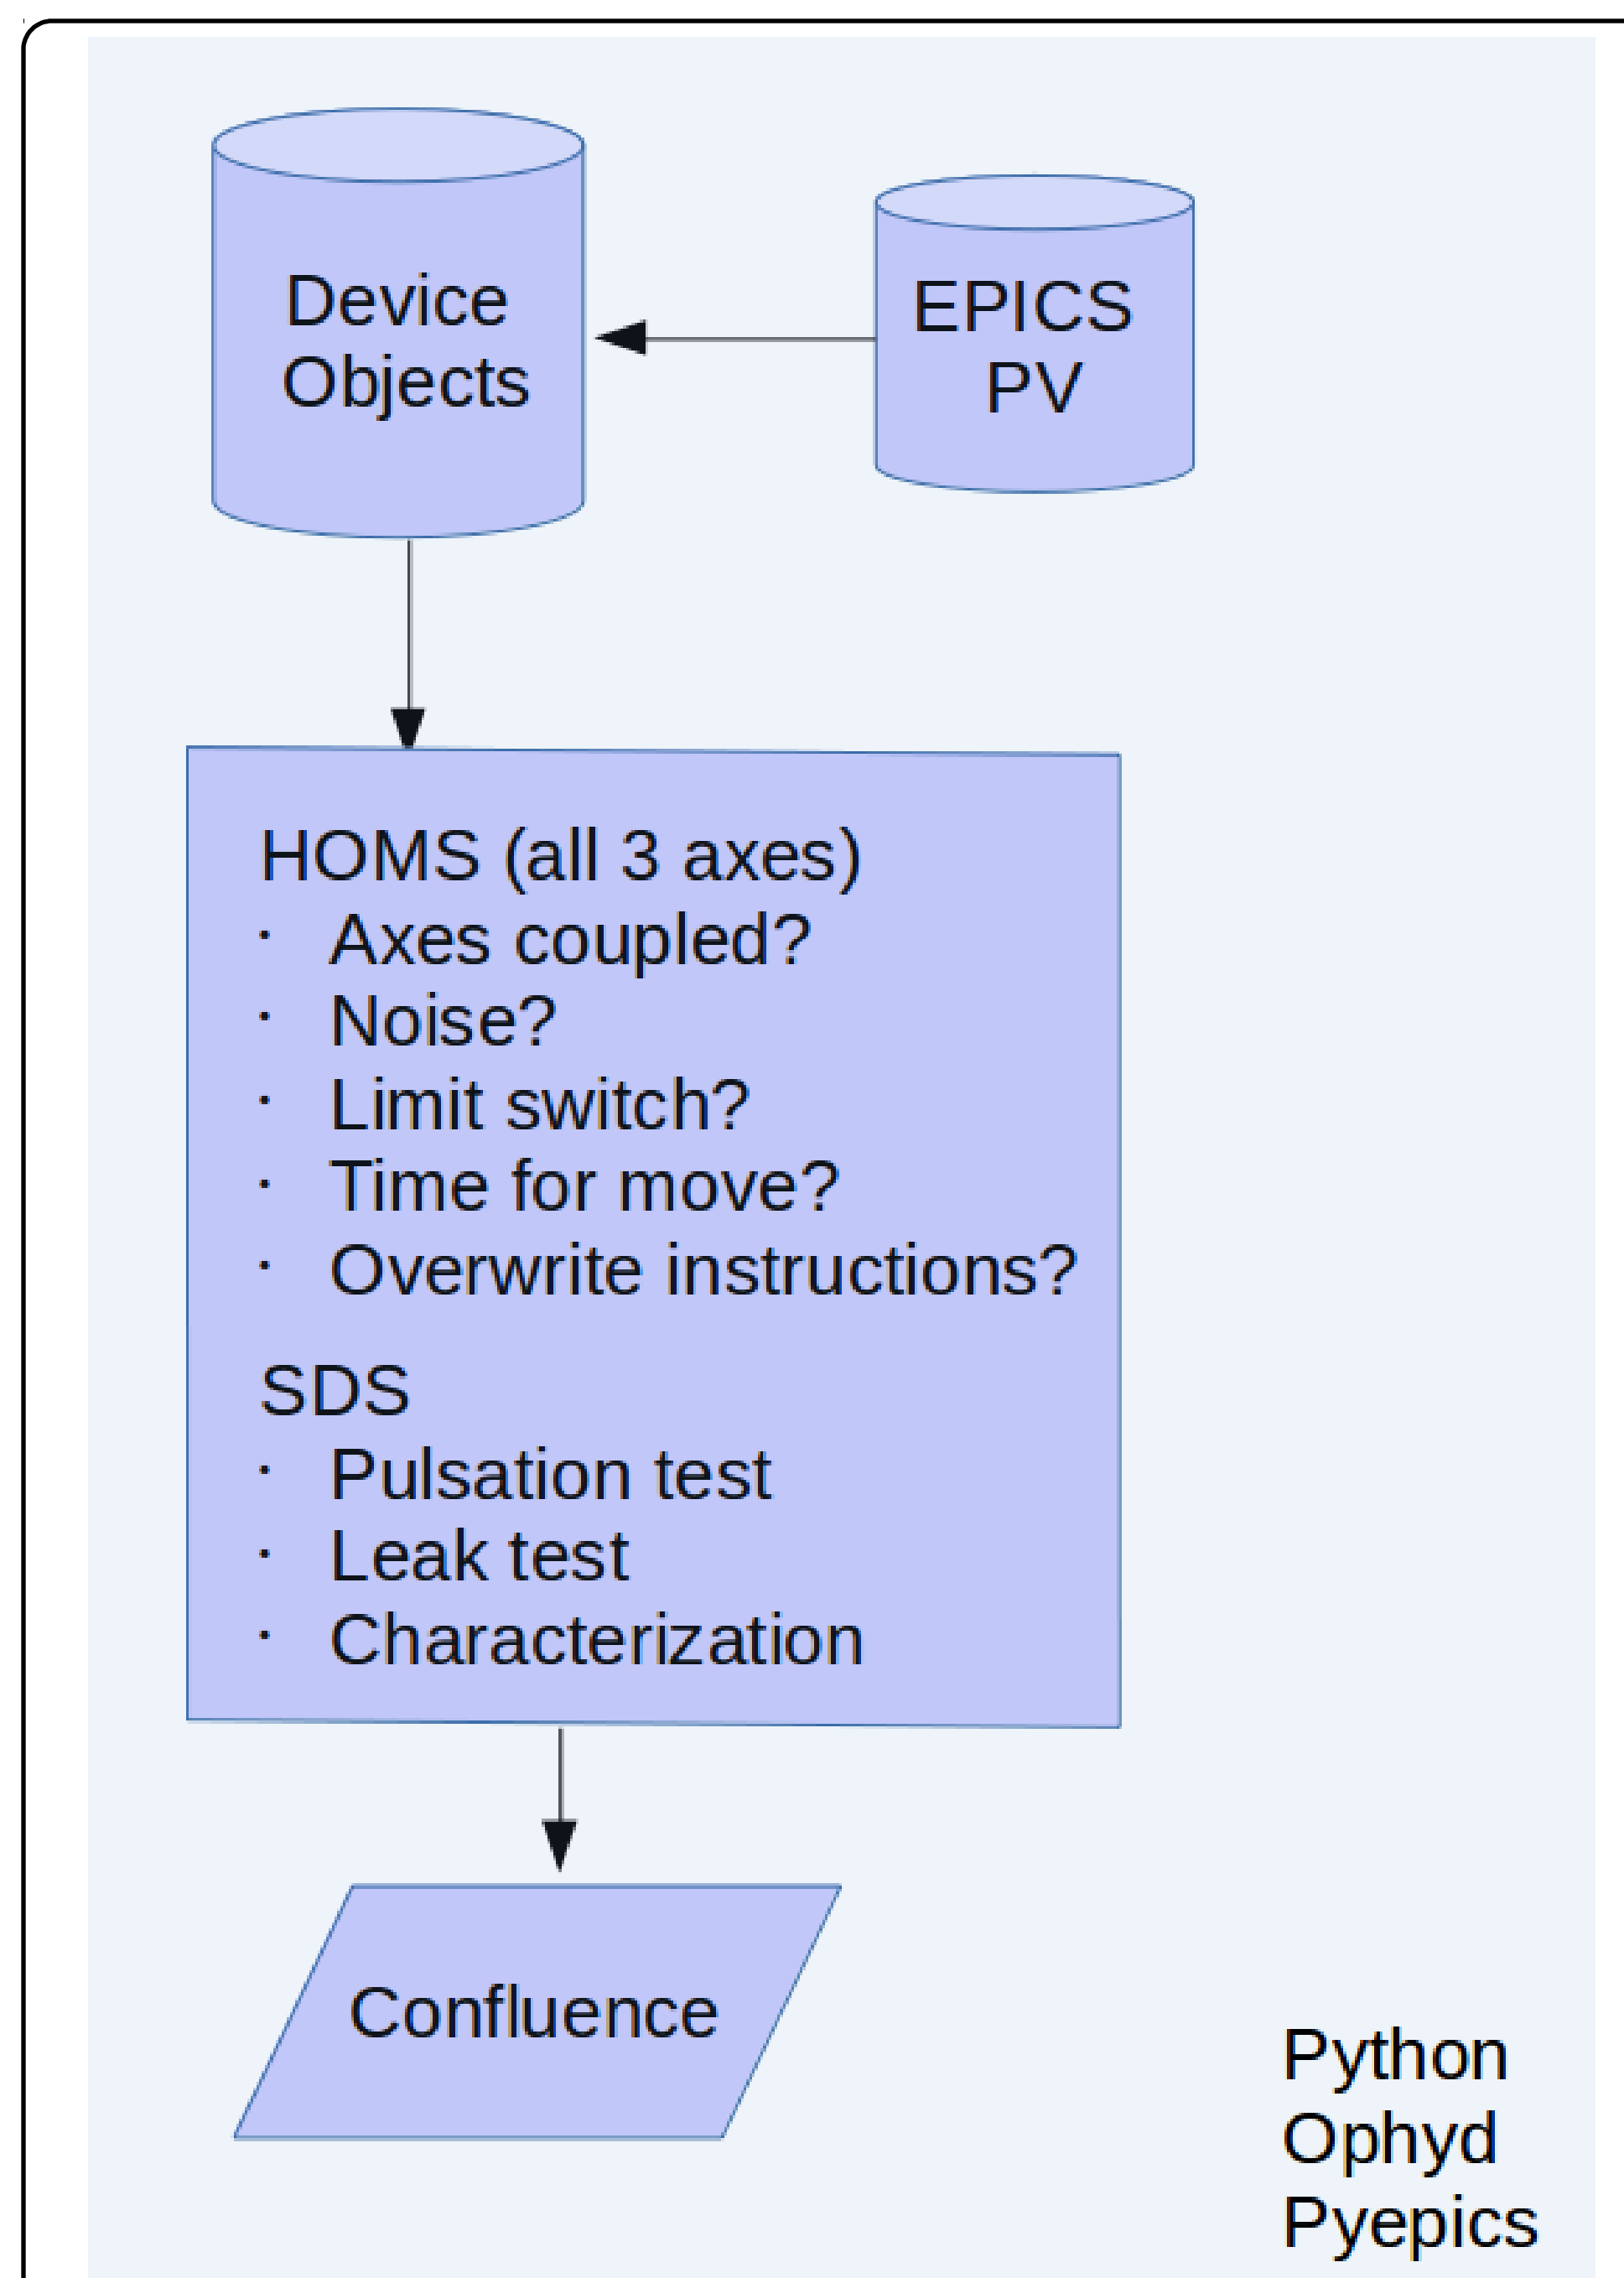 Device
Objects
EPICS
PV
HOMS (all 3 axes)
· Axes coupled?
· Noise?
· Limit switch?
· Time for move?
· Overwrite instructions?
SDS
· Pulsation test
· Leak test
· Characterization
Confluence
Python
Ophyd
Pyepics